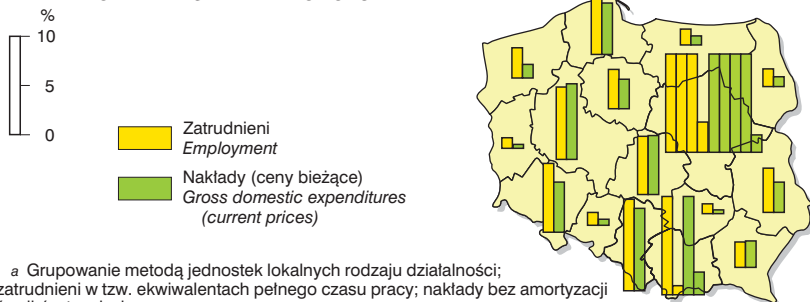 %
10
5
0
Zatrudnieni
Employment
Nakłady (ceny bieżące)
Gross domestic expenditures
(current prices)
a Grupowanie metodą jednostek lokalnych rodzaju działalności;
zatrudnieni w tzw. ekwiwalentach pełnego czasu pracy; nakłady bez amortyzacji